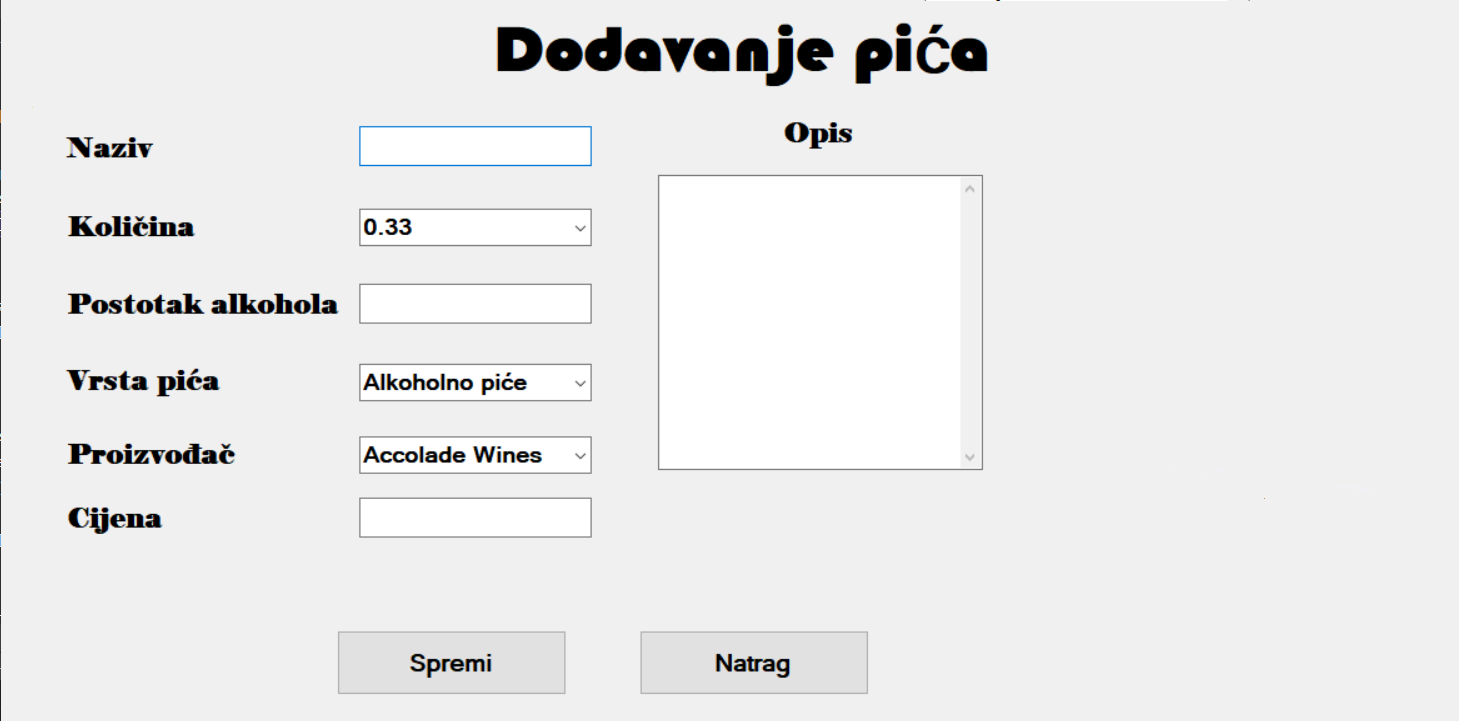 Dodavanje pića
Naziv
Opis
Količina
0.33
Postotak alkohola
Vrsta pića
Alkoholno piće
Proizvođač
Accolade Wines
Cijena
Spremi
Natrag